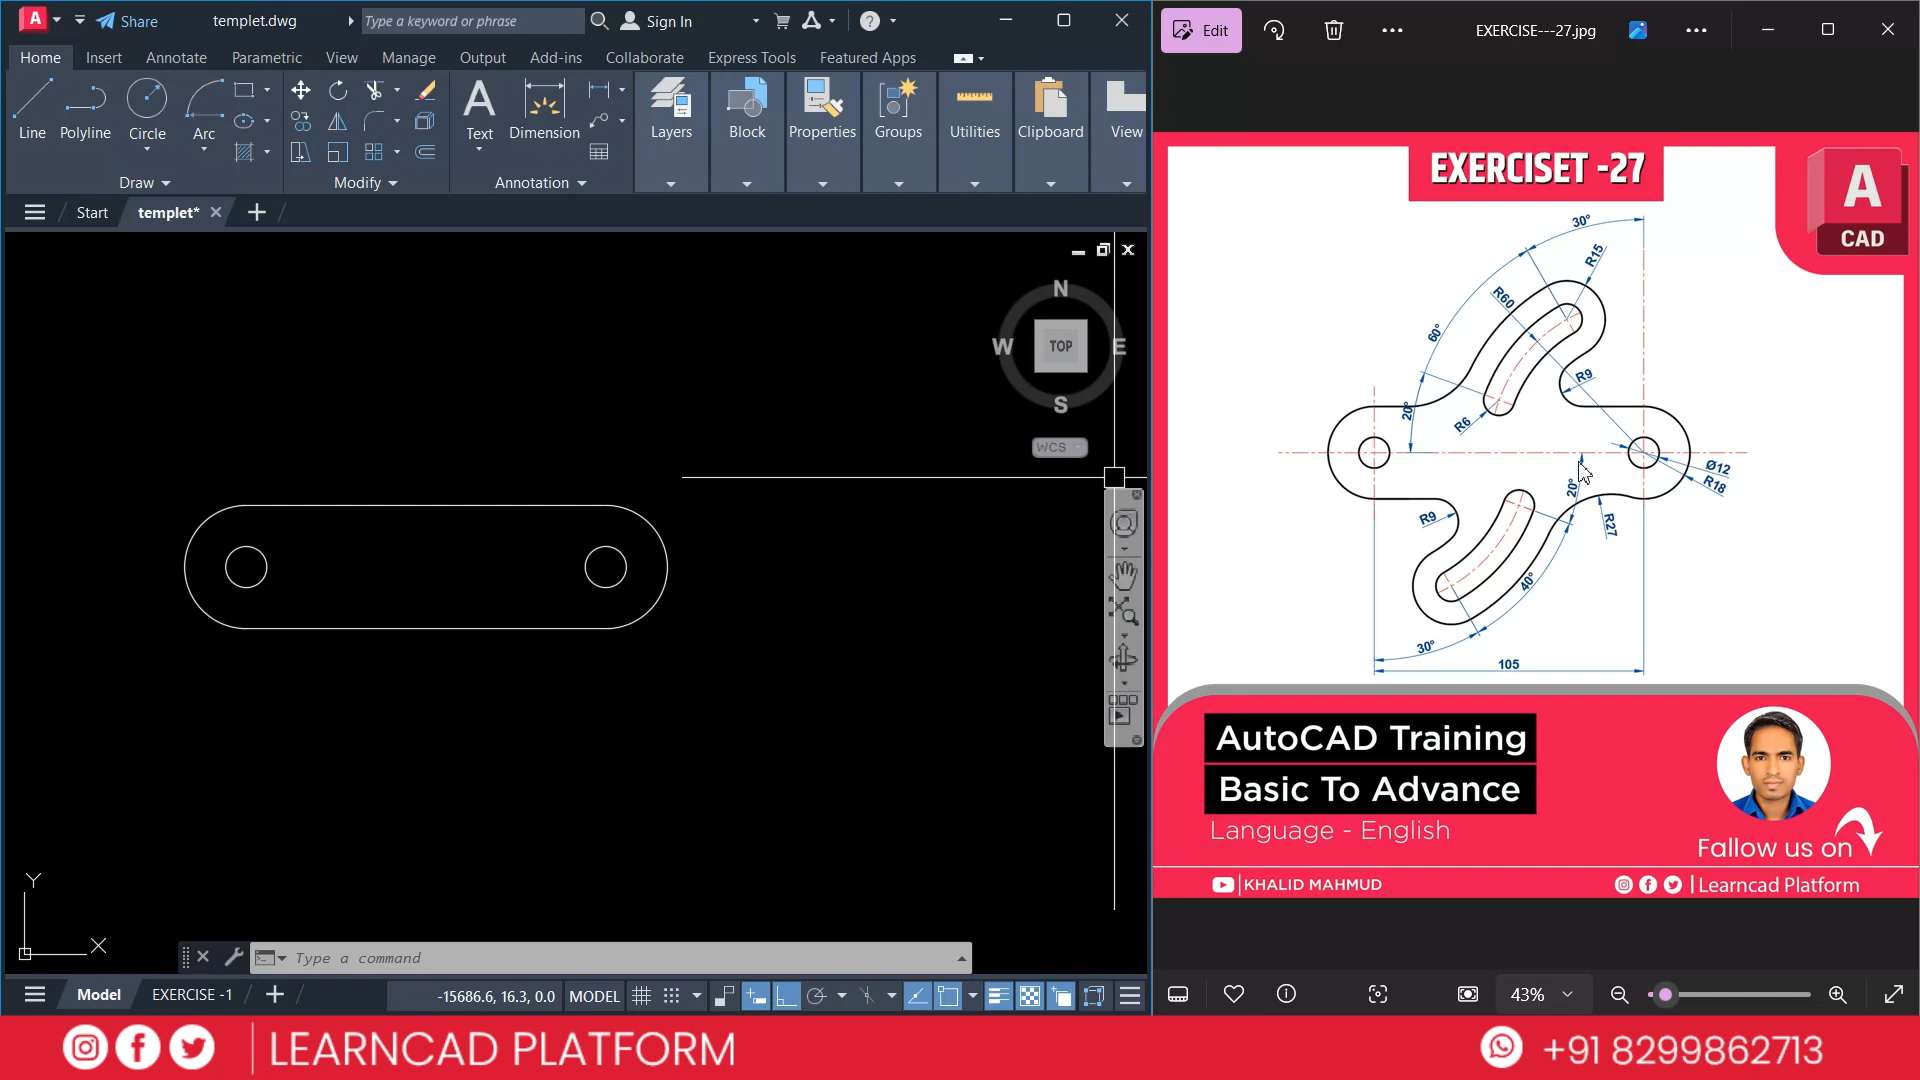 A
Share
templet.dwg
Type a keyword or phrase
Sign In
?
EXERCISE---27.jpg
Edit
Home
Insert
Annotate
Parametric
View
Manage
Output
Add-ins
Collaborate
Express Tools
Featured Apps
Line
Polyline
Circle
Arc
Text
Dimension
Layers
Block
Properties
Groups
Utilities
Clipboard
View
Draw
Modify
Annotation
Start
templet*
N
W
TOP
E
S
WCS
EXERCISET -27
A
CAD
30°
R15
R60
60°
R9
20°
R6
Ø12
R18
20°
R9
R27
40°
30°
105
AutoCAD Training
Basic To Advance
Language - English
Fallow us on
KHALID MAHMUD
Learncad Platform
Y
X
Type a command
Model
EXERCISE -1
-15686.6, 16.3, 0.0
MODEL
43%
LEARNCAD PLATFORM
+91 8299862713